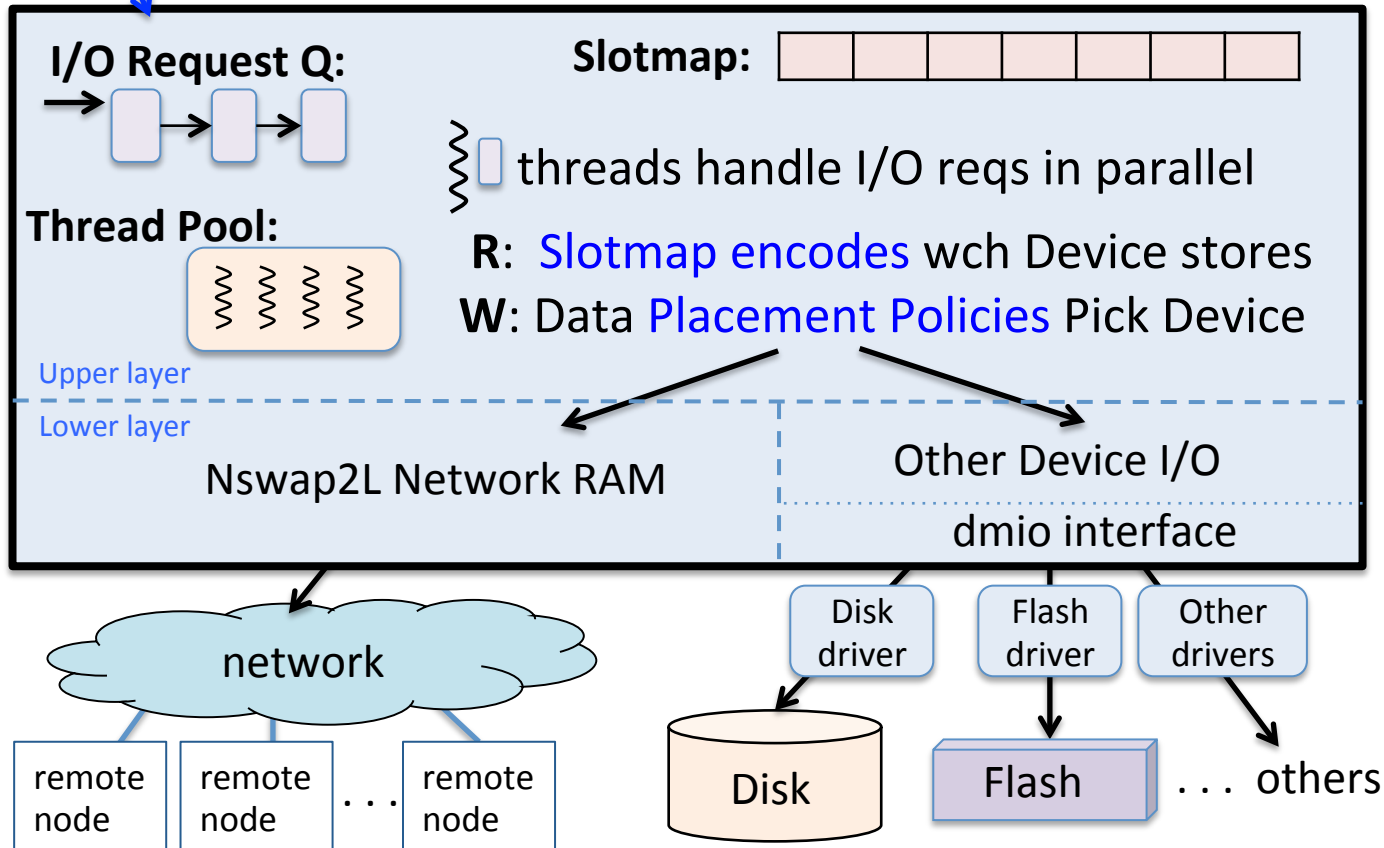 I/O Request Q:
Slotmap:
threads handle I/O reqs in parallel
Thread Pool:
R: Slotmap encodes wch Device stores
W: Data Placement Policies Pick Device
Upper layer
Lower layer
Nswap2L Network RAM
Other Device I/O
dmio interface
Disk
driver
Flash
driver
Other
drivers
network
remote
node
remote
node
. . .
remote
node
Disk
Flash
. . . others